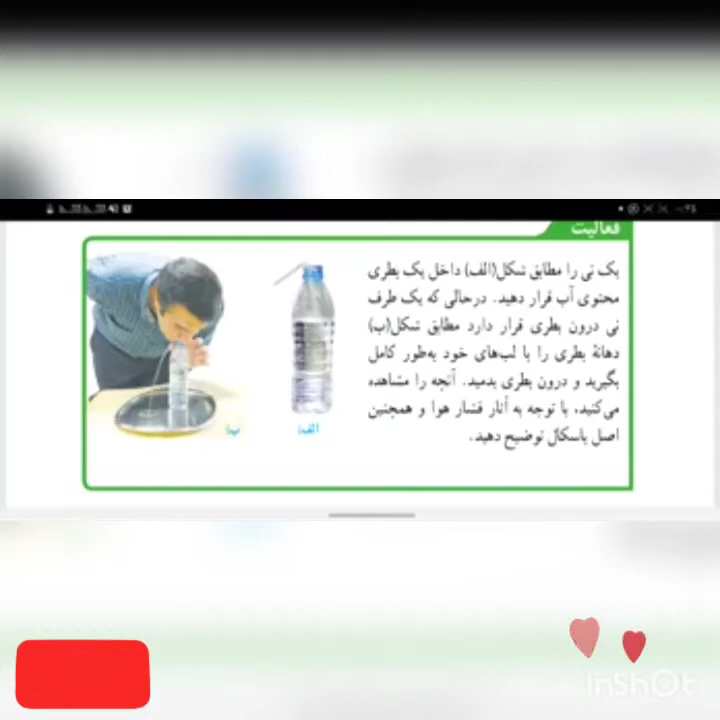 فعالیت
یک نی را مطابق شکل(الف) داخل یک بطری
محتوی آب قرار دهید. درحالی که یک طرف
نی درون بطری قرار دارد مطابق شکل(ب)
دهانهٔ بطری را با لب‌های خود به‌طور کامل
بگیرید و درون بطری بدمید. آنچه را مشاهده
می‌کنید، با توجه به آثار فشار هوا و همچنین
اصل پاسکال توضیح دهید.
الف)
ب)
InShOt